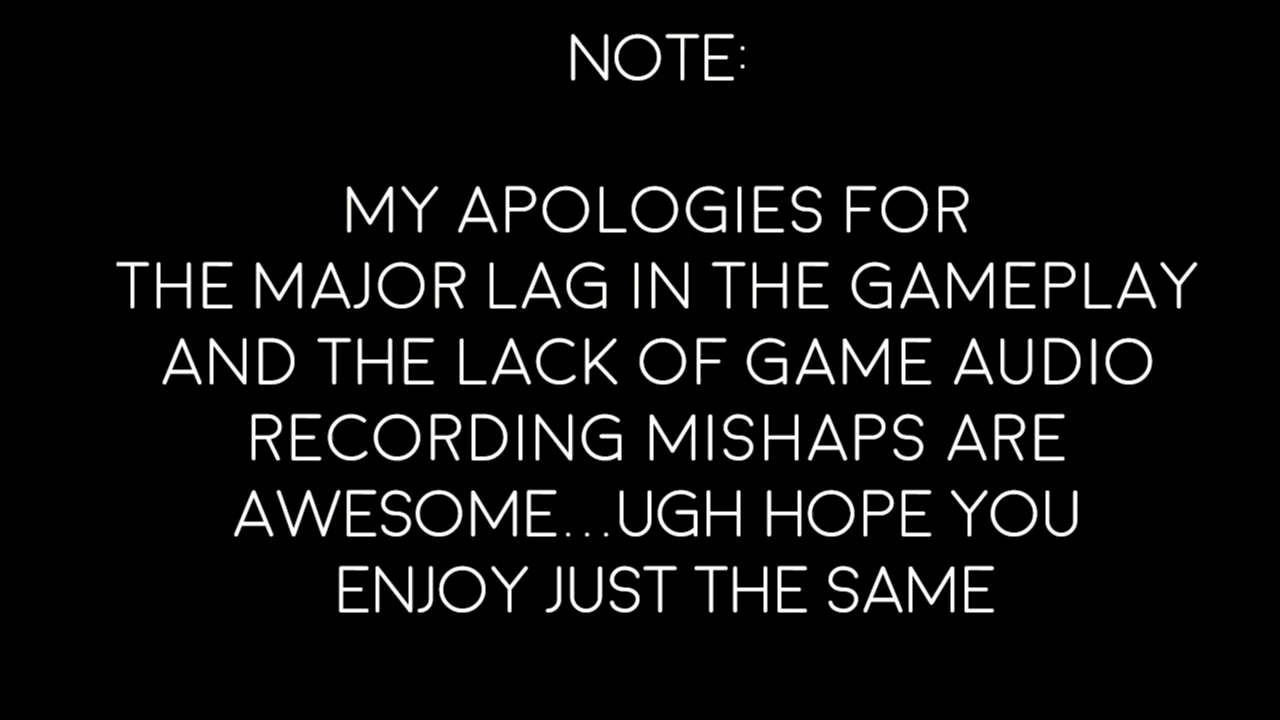 NOTE:
MY APOLOGIES FOR
THE MAJOR LAG IN THE GAMEPLAY
AND THE LACK OF GAME AUDIO
RECORDING MISHAPS ARE
AWESOME...UGH HOPE YOU
ENJOY JUST THE SAME